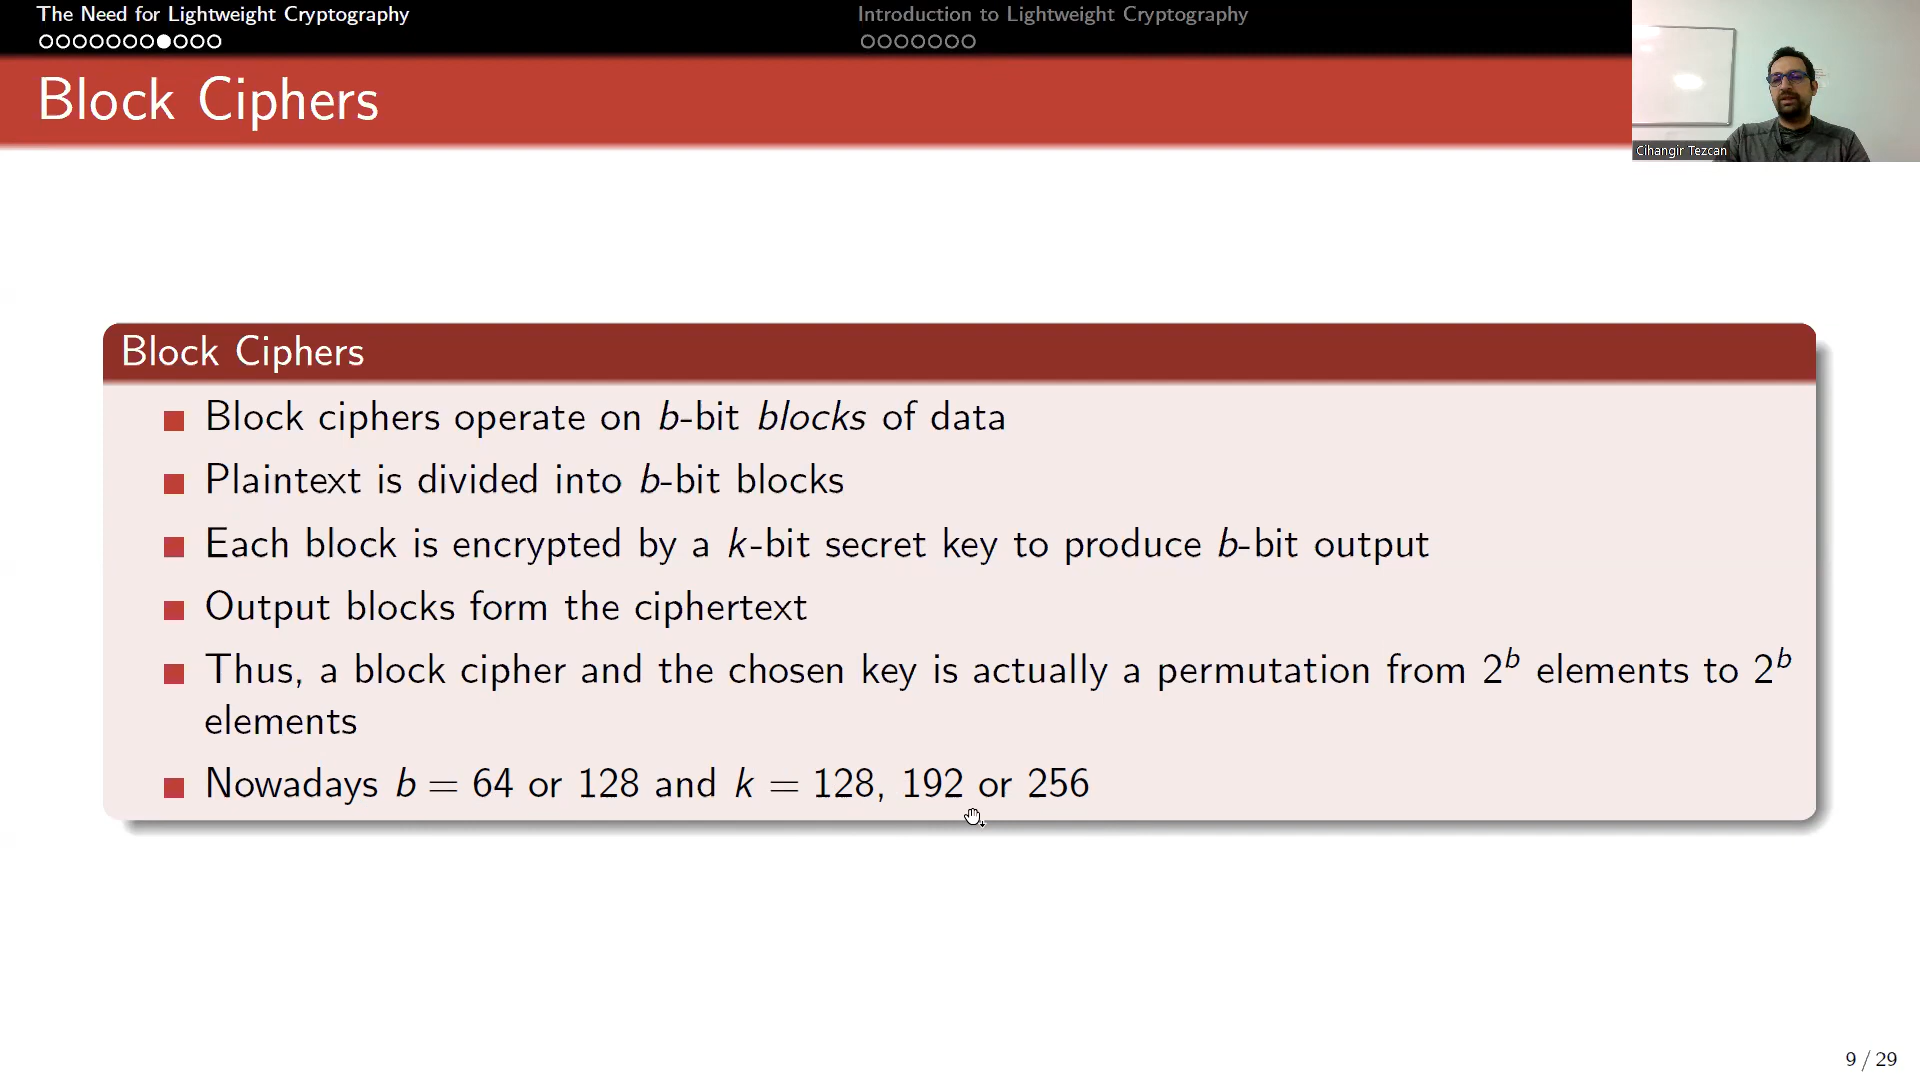 The Need for Lightweight Cryptography
Introduction to Lightweight Cryptography
Block Ciphers
Cihangir Tezcan
Block Ciphers
Block ciphers operate on b-bit blocks of data
Plaintext is divided into b-bit blocks
Each block is encrypted by a k-bit secret key to produce b-bit output
Output blocks form the ciphertext
Thus, a block cipher and the chosen key is actually a permutation from 2^b elements to 2^b
elements
Nowadays b = 64 or 128 and k = 128, 192 or 256
9 / 29